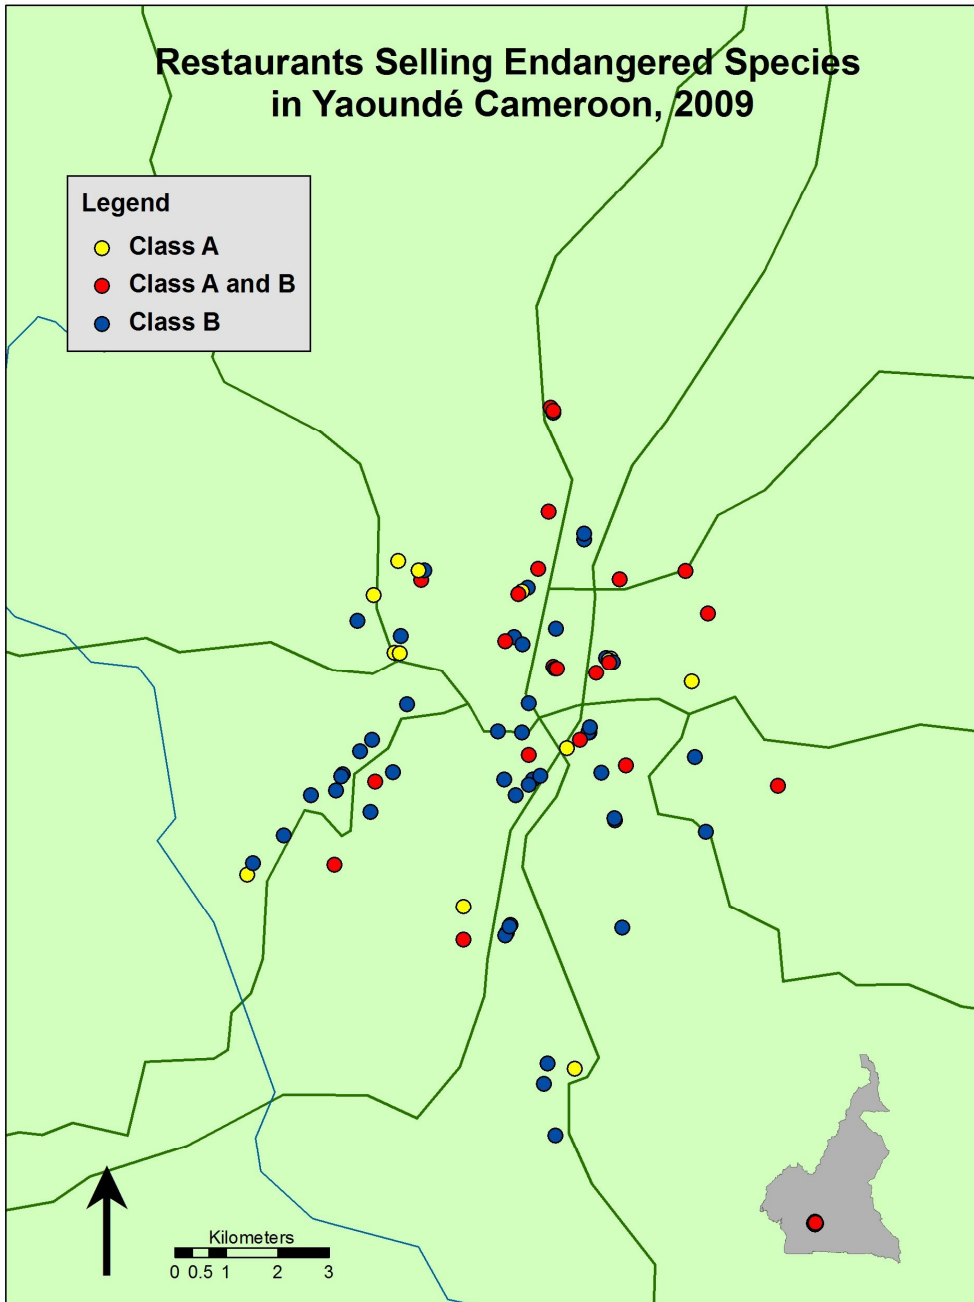 Restaurants Selling Endangered Species
in Yaoundé Cameroon, 2009
Legend
Class A
Class A and B
Class B
Kilometers
0 0.5 1 2 3